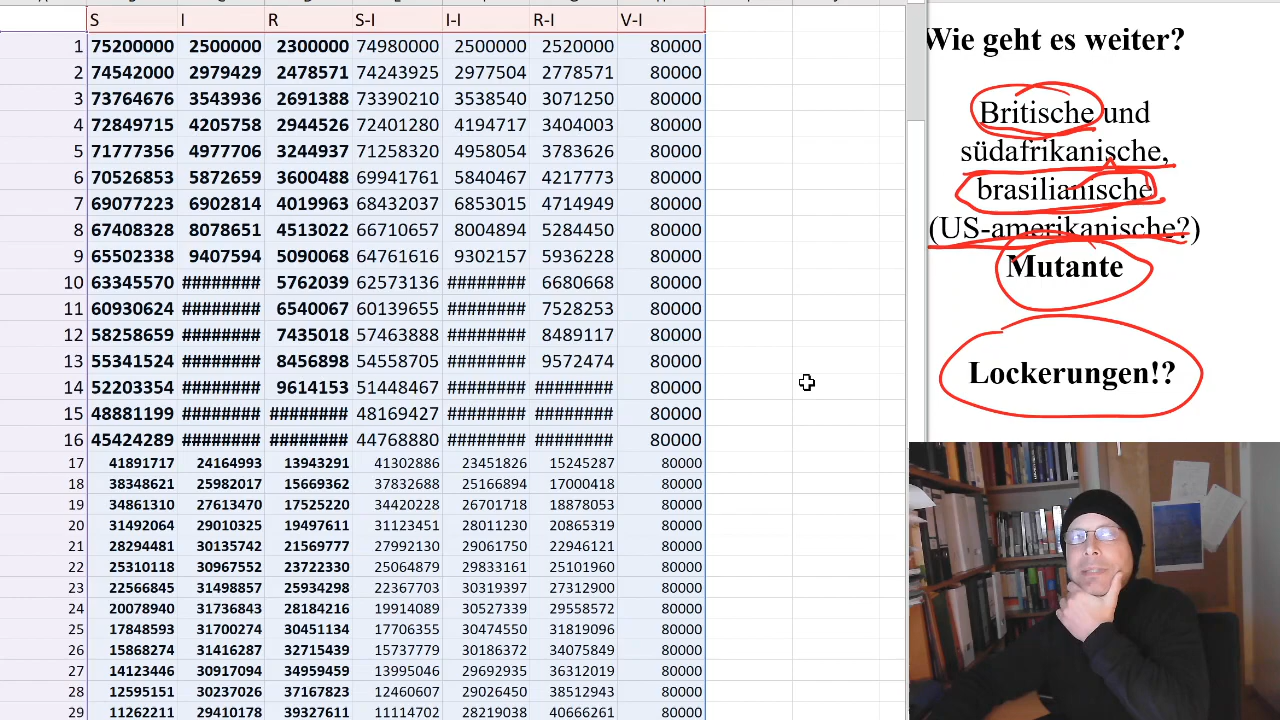 S I R S-I I-I R-I V-I
1 75200000 2500000 2300000 74980000 2500000 2520000 80000
2 74542000 2979429 2478571 74243925 2977504 2778571 80000
3 73764676 3543936 2691388 73390210 3538540 3071250 80000
4 72849715 4205758 2944526 72401280 4194717 3404003 80000
5 71777356 4977706 3244937 71258320 4958054 3783626 80000
6 70526853 5872659 3600488 69941761 5840467 4217773 80000
7 69077223 6902814 4019963 68432037 6853015 4714949 80000
8 67408328 8078651 4513022 66710657 8004894 5284450 80000
9 65502338 9407594 5090068 64761616 9302157 5936228 80000
10 63345570 ######## 5762039 62573136 ######## 6680668 80000
11 60930624 ######## 6540067 60139655 ######## 7528253 80000
12 58258659 ######## 7435018 57463888 ######## 8489117 80000
13 55341524 ######## 8456898 54558705 ######## 9572474 80000
14 52203354 ######## 9614153 51448467 ######## ######## 80000
15 48881199 ######## ######## 48169427 ######## ######## 80000
16 45424289 ######## ######## 44768880 ######## ######## 80000
17 41891717 24164993 13943291 41302886 23451826 15245287 80000
18 38348621 25982017 15669362 37832688 25166894 17000418 80000
19 34861310 27613470 17525220 34420228 26701718 18878053 80000
20 31492064 29010325 19497611 31123451 28011230 20865319 80000
21 28294481 30135742 21569777 27992130 29061750 22946121 80000
22 25310118 30967552 23722330 25064879 29833161 25101960 80000
23 22566845 31498857 25934298 22367703 30319397 27312900 80000
24 20078940 31736843 28184216 19914089 30527339 29558572 80000
25 17848593 31700274 30451134 17706355 30474550 31819096 80000
26 15868274 31416287 32715439 15737779 30186372 34075849 80000
27 14123446 30917094 34959459 13995046 29692935 36312019 80000
28 12595151 30237026 37167823 12460607 29026450 38512943 80000
29 11262211 29410178 39327611 11114702 28219038 40666261 80000
Wie geht es weiter?
Britische und
südafrikanische,
brasilianische
(US-amerikanische?)
Mutante
Lockerungen!?